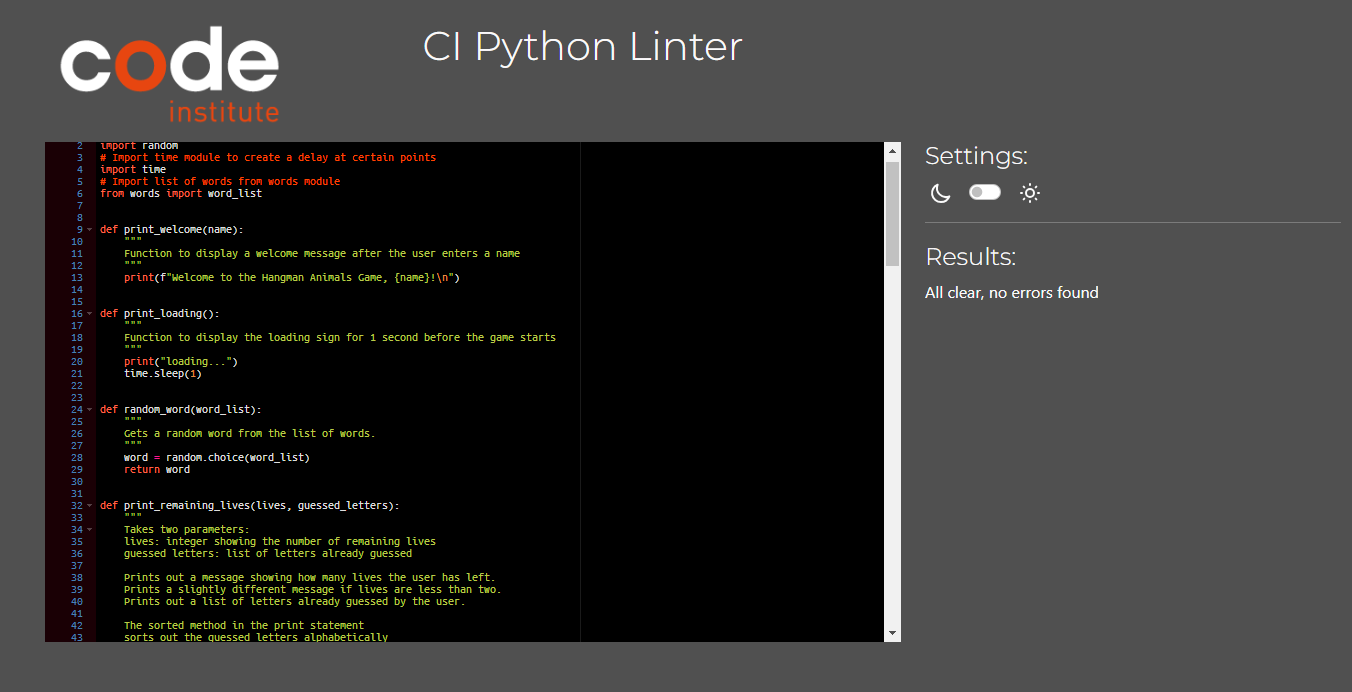 code
institute
CI Python Linter
2 import random
3 # Import time module to create a delay at certain points
4 import time
5 # Import list of words from words module
6 from words import word_list
7
8
9 def print_welcome(name):
10 """
11 Function to display a welcome message after the user enters a name
12 """
13 print(f"Welcome to the Hangman Animals Game, {name}!\n")
14
15
16 def print_loading():
17 """
18 Function to display the loading sign for 1 second before the game starts
19 """
20 print("loading...")
21 time.sleep(1)
22
23
24 def random_word(word_list):
25 """
26 Gets a random word from the list of words.
27 """
28 word = random.choice(word_list)
29 return word
30
31
32 def print_remaining_lives(lives, guessed_letters):
33 """
34 Takes two parameters:
35 lives: integer showing the number of remaining lives
36 guessed letters: list of letters already guessed
37
38 Prints out a message showing how many lives the user has left.
39 Prints a slightly different message if lives are less than two.
40 Prints out a list of letters already guessed by the user.
41
42 The sorted method in the print statement
43 sorts out the guessed letters alphabetically
Settings:
Results:
All clear, no errors found